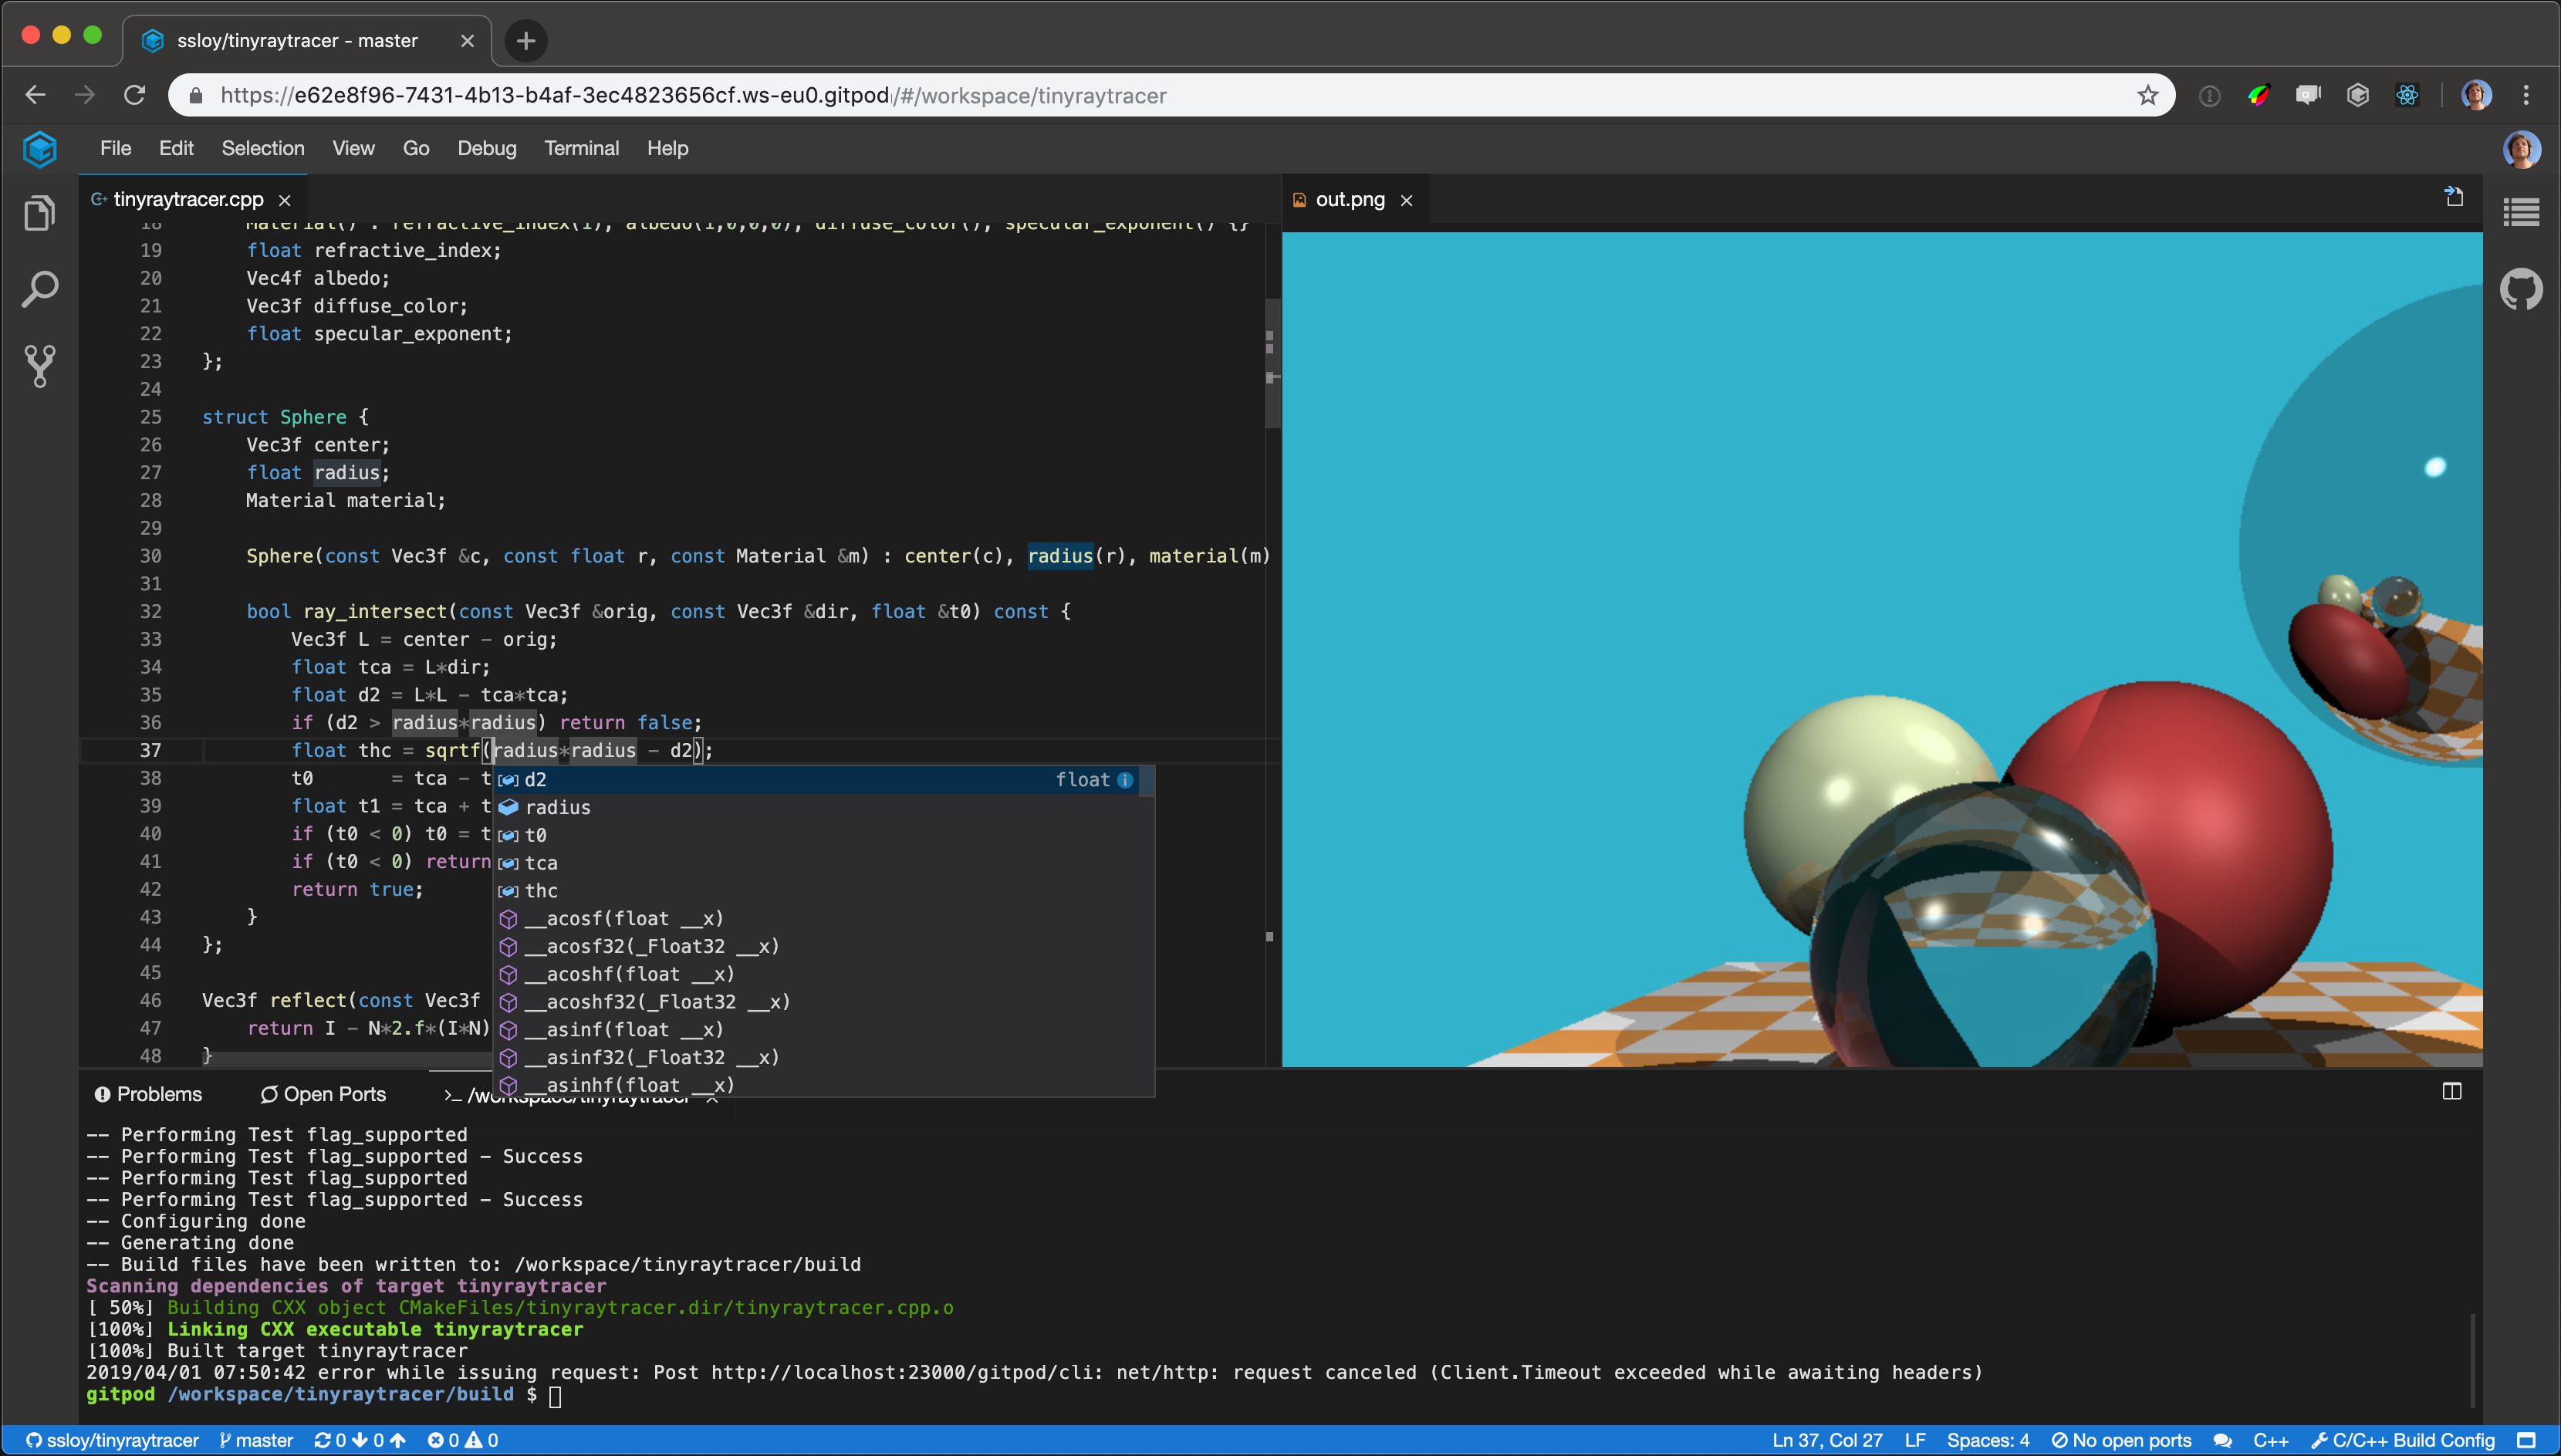 ssloy/tinyraytracer - master
https://e62e8f96-7431-4b13-b4af-3ec4823656cf.ws-eu0.gitpod/#/workspace/tinyraytracer
File Edit Selection View Go Debug Terminal Help
tinyraytracer.cpp
out.png
18 Material() : refractive_index(1), albedo(1,0,0,0), diffuse_color(), specular_exponent() {}
19 float refractive_index;
20 Vec4f albedo;
21 Vec3f diffuse_color;
22 float specular_exponent;
23 };
24
25 struct Sphere {
26 Vec3f center;
27 float radius;
28 Material material;
29
30 Sphere(const Vec3f &c, const float r, const Material &m) : center(c), radius(r), material(m)
31
32 bool ray_intersect(const Vec3f &orig, const Vec3f &dir, float &t0) const {
33 Vec3f L = center - orig;
34 float tca = L*dir;
35 float d2 = L*L - tca*tca;
36 if (d2 > radius*radius) return false;
37 float thc = sqrtf(radius*radius - d2);
38 t0 = tca - t
39 float t1 = tca + t
40 if (t0 < 0) t0 = t
41 if (t0 < 0) return
42 return true;
43 }
44 };
45
46 Vec3f reflect(const Vec3f
47 return I - N*2.f*(I*N)
48 }
d2 float
radius
t0
tca
thc
__acosf(float __x)
__acosf32(_Float32 __x)
__acoshf(float __x)
__acoshf32(_Float32 __x)
__asinf(float __x)
__asinf32(_Float32 __x)
__asinhf(float __x)
Problems Open Ports >_ /workspace/tinyraytracer
-- Performing Test flag_supported
-- Performing Test flag_supported - Success
-- Performing Test flag_supported
-- Performing Test flag_supported - Success
-- Configuring done
-- Generating done
-- Build files have been written to: /workspace/tinyraytracer/build
Scanning dependencies of target tinyraytracer
[ 50%] Building CXX object CMakeFiles/tinyraytracer.dir/tinyraytracer.cpp.o
[100%] Linking CXX executable tinyraytracer
[100%] Built target tinyraytracer
2019/04/01 07:50:42 error while issuing request: Post http://localhost:23000/gitpod/cli: net/http: request canceled (Client.Timeout exceeded while awaiting headers)
gitpod /workspace/tinyraytracer/build $
ssloy/tinyraytracer master 0 0 0 0 Ln 37, Col 27 LF Spaces: 4 No open ports C++ C/C++ Build Config